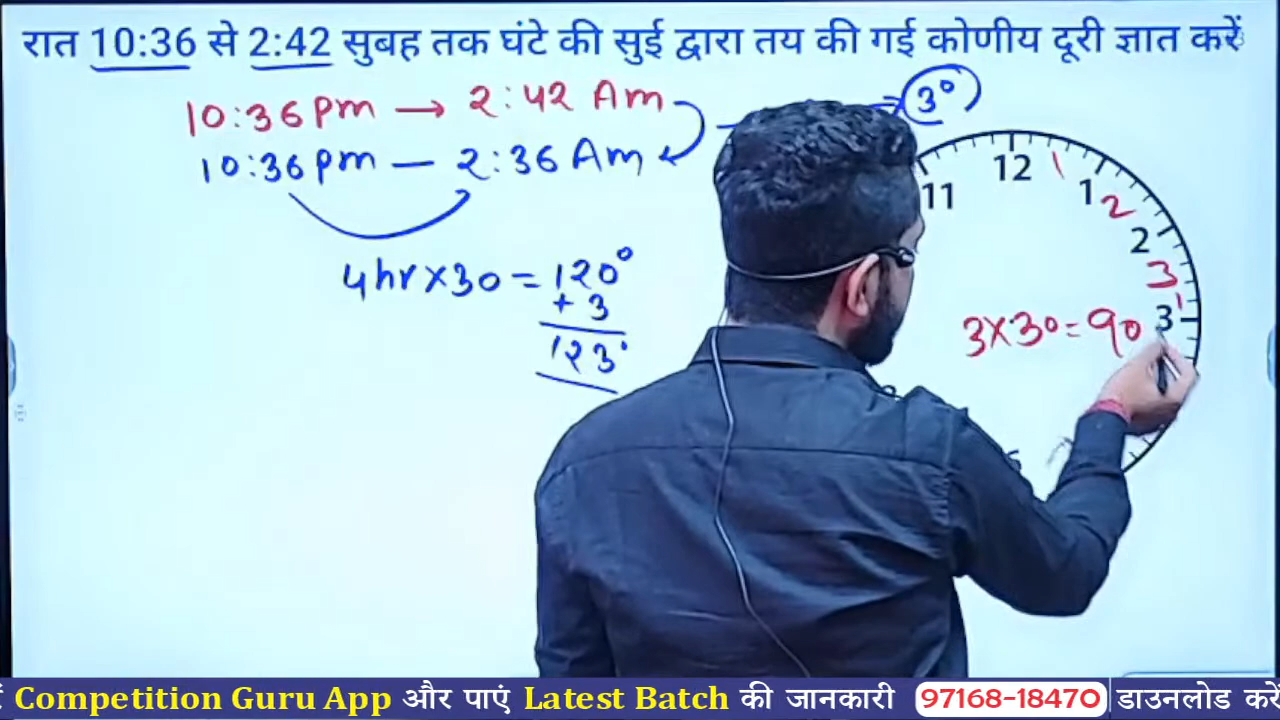 रात 10:36 से 2:42 सुबह तक घंटे की सुई द्वारा तय की गई कोणीय दूरी ज्ञात करें
10:36 pm → 2:42 Am
3°
10:36 pm — 2:36 Am
4hr×30 = 120°
+ 3
123°
11 12 1 2 3
1 2 3
3×30=90
Competition Guru App और पाएं Latest Batch की जानकारी 97168-18470 डाउनलोड करें